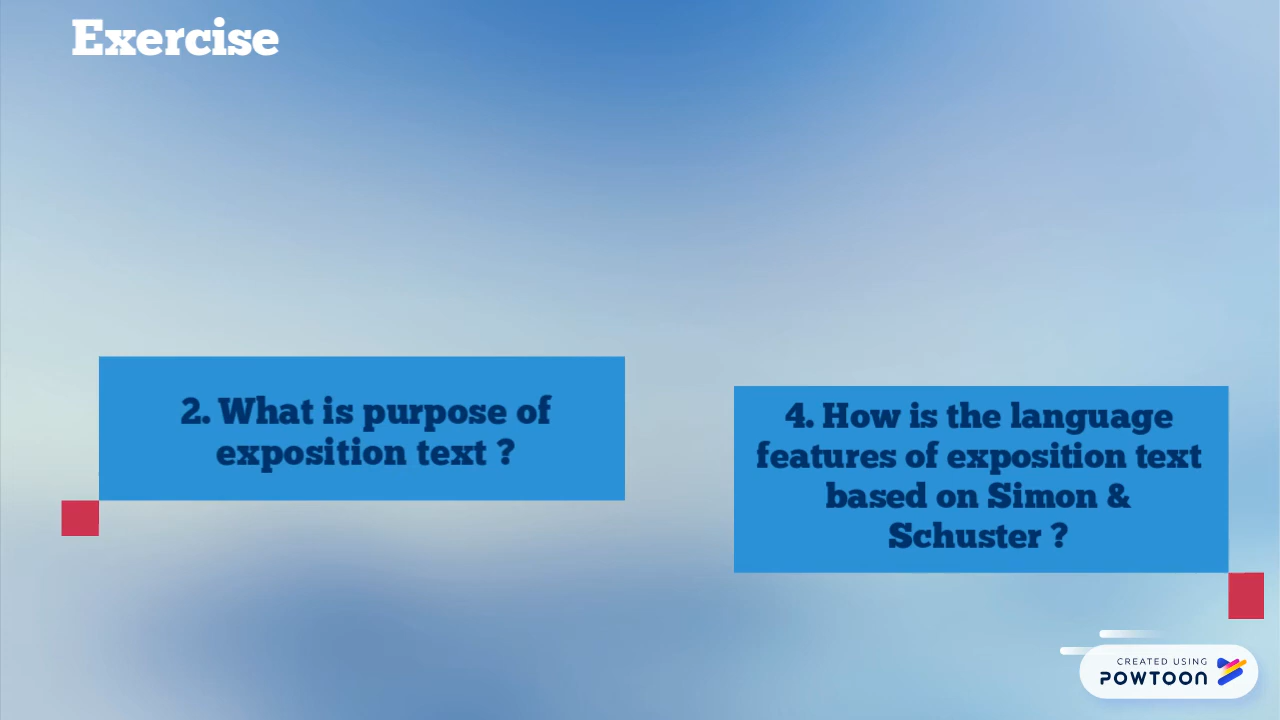 Exercise
2. What is purpose of
exposition text ?
4. How is the language
features of exposition text
based on Simon &
Schuster ?
CREATED USING
POWTOON